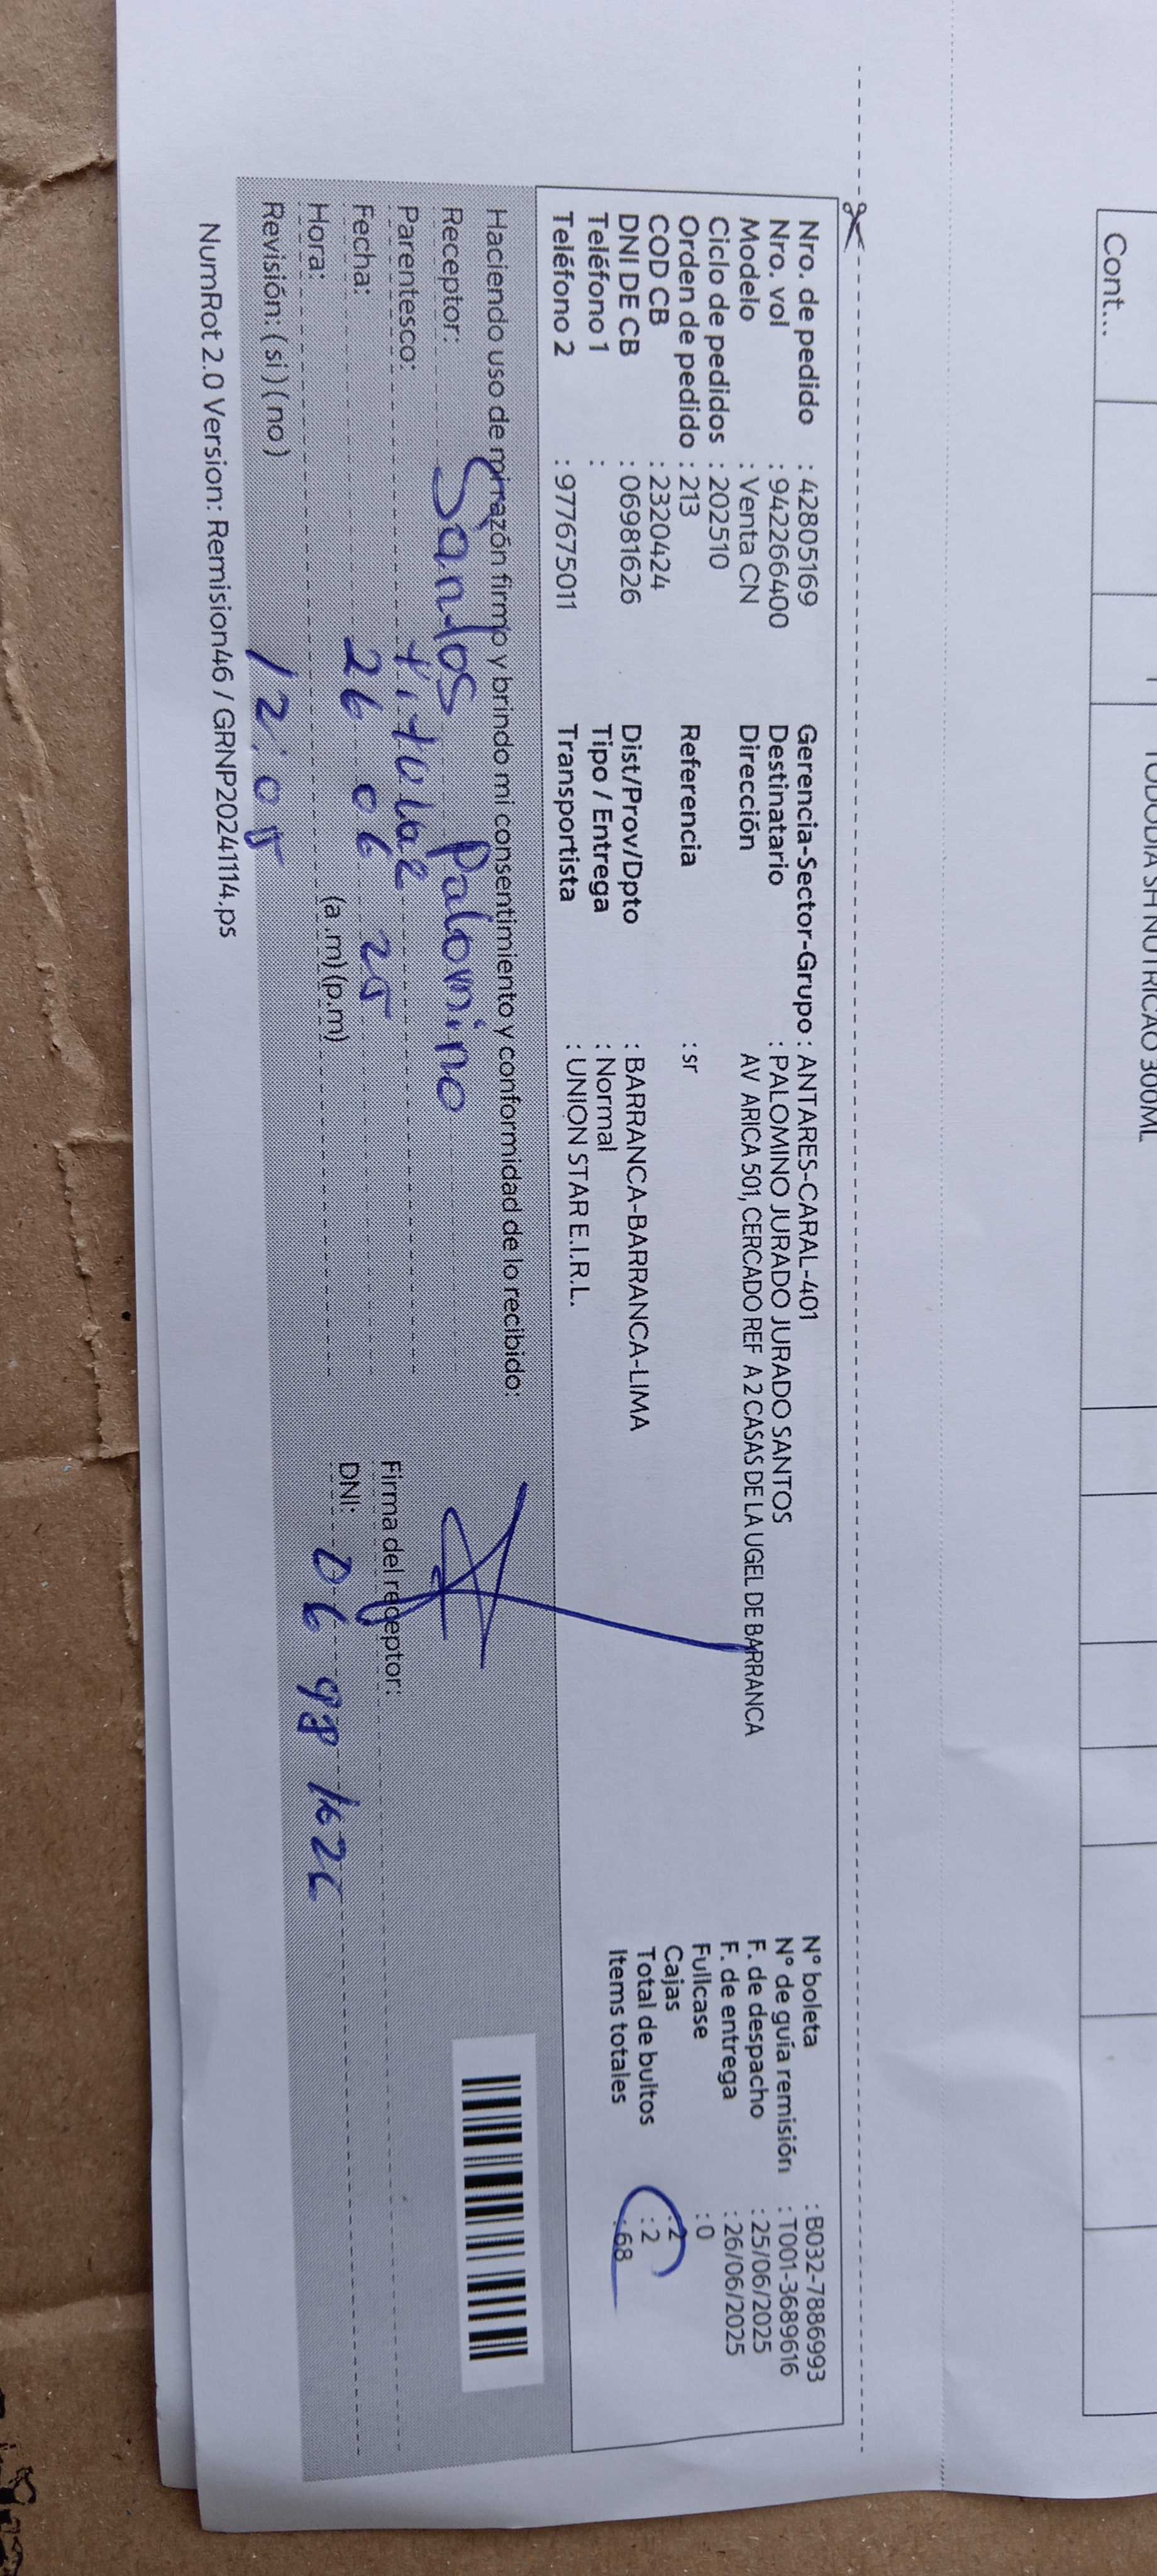 Cont...
TODODIA SH NUTRICAO 300ML
Nro. de pedido : 42805169
Nro. vol : 942266400
Modelo : Venta CN
Ciclo de pedidos : 202510
Orden de pedido : 213
COD CB : 2320424
DNI DE CB : 06981626
Teléfono 1 :
Teléfono 2 : 977675011
Gerencia-Sector-Grupo : ANTARES-CARAL-401
Destinatario : PALOMINO JURADO JURADO SANTOS
Dirección AV ARICA 501, CERCADO REF A 2 CASAS DE LA UGEL DE BARRANCA
Referencia : sr
Dist/Prov/Dpto : BARRANCA-BARRANCA-LIMA
Tipo / Entrega : Normal
Transportista : UNION STAR E.I.R.L.
N° boleta : B032-7886993
N° de guía remisión : T001-3689616
F. de despacho : 25/06/2025
F. de entrega : 26/06/2025
Fullcase : 0
Cajas : 2
Total de bultos : 2
Items totales : 68
Haciendo uso de mi razón firmo y brindo mi consentimiento y conformidad de lo recibido:
Receptor: Santos Palomino
Parentesco: titular
Fecha: 26 06 25
Hora: 12:05 (a .m) (p.m)
Revisión: ( si ) ( no )
Firma del receptor:
DNI: 06981626
NumRot 2.0 Version: Remision46 / GRNP20241114.ps